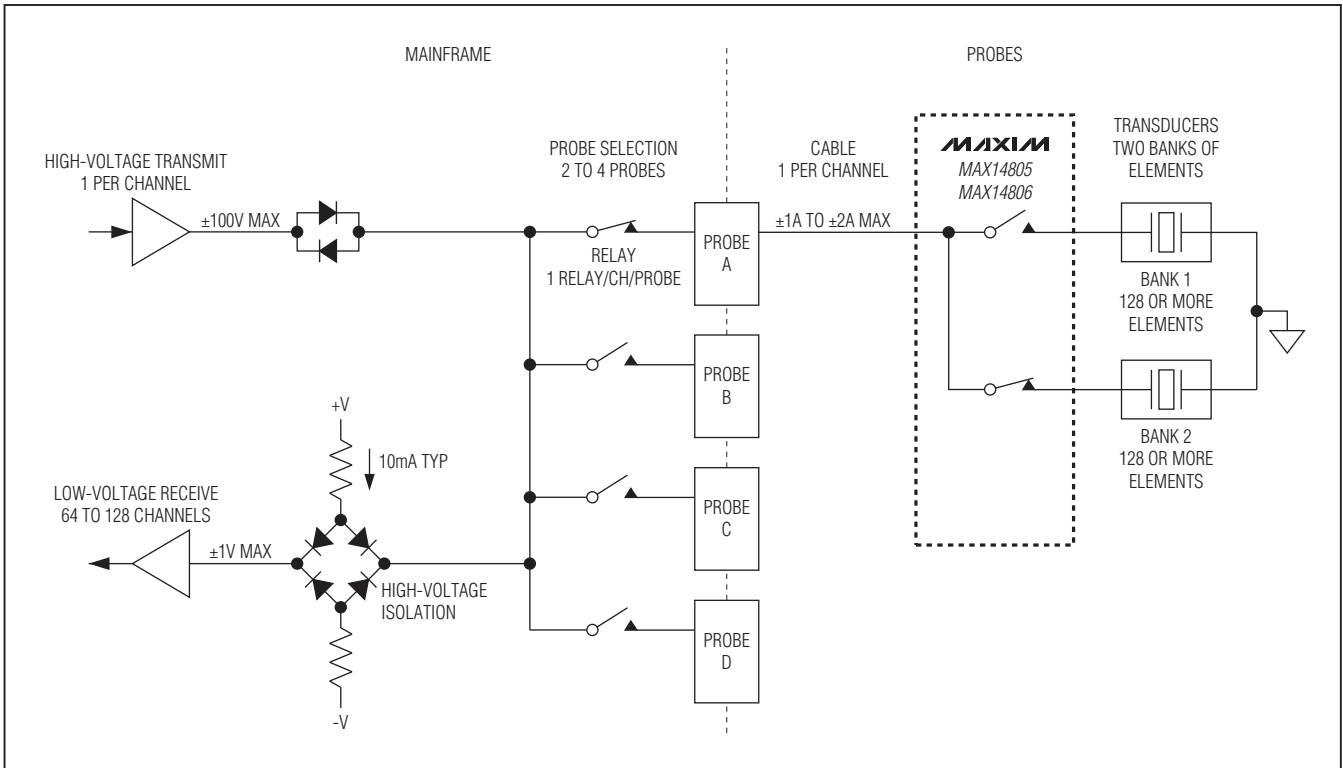 MAINFRAME
PROBES
HIGH-VOLTAGE TRANSMIT
1 PER CHANNEL
±100V MAX
PROBE SELECTION
2 TO 4 PROBES
RELAY
1 RELAY/CH/PROBE
PROBE
A
CABLE
1 PER CHANNEL
±1A TO ±2A MAX
MAXIM
MAX14805
MAX14806
TRANSDUCERS
TWO BANKS OF
ELEMENTS
BANK 1
128 OR MORE
ELEMENTS
PROBE
B
BANK 2
128 OR MORE
ELEMENTS
+V
10mA TYP
LOW-VOLTAGE RECEIVE
64 TO 128 CHANNELS
±1V MAX
HIGH-VOLTAGE
ISOLATION
-V
PROBE
C
PROBE
D